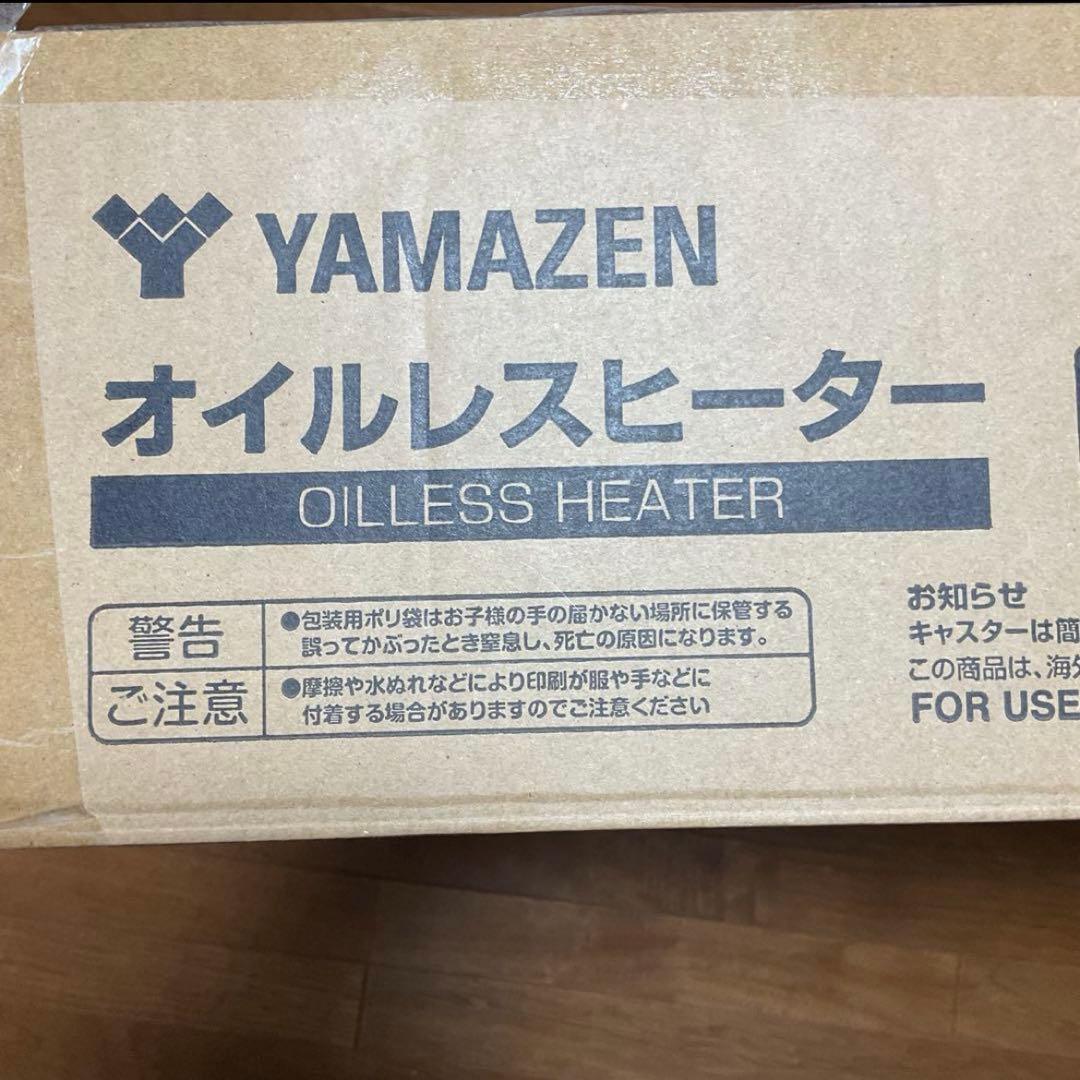 YAMAZEN
オイルレスヒーター
OILLESS HEATER
警告
●包装用ポリ袋はお子様の手の届かない場所に保管する
誤ってかぶったとき窒息し、死亡の原因になります。
ご注意
●摩擦や水ぬれなどにより印刷が服や手などに
付着する場合がありますのでご注意ください
お知らせ
キャスターは簡
この商品は、海外
FOR USE